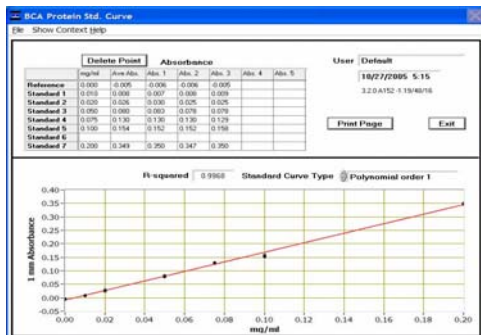 BCA Protein Std. Curve
File Show Context Help
Delete Point Absorbance
mg/ml Ave Abs. Abs. 1 Abs. 2 Abs. 3 Abs. 4 Abs. 5
Reference 0.000 -0.005 -0.006 -0.006 -0.005
Standard 1 0.010 0.008 0.007 0.008 0.009
Standard 2 0.020 0.026 0.030 0.025 0.025
Standard 3 0.050 0.080 0.083 0.078 0.078
Standard 4 0.075 0.130 0.130 0.130 0.129
Standard 5 0.100 0.154 0.152 0.152 0.158
Standard 6
Standard 7 0.200 0.349 0.350 0.347 0.350
User Default
10/27/2005 5:15
Print Page Exit
R-squared 0.9960 Standard Curve Type Polynomial order 1
1 mm Absorbance
0.40
0.35
0.30
0.25
0.20
0.15
0.10
0.05
0.00
-0.05
0.00 0.02 0.04 0.06 0.08 0.10 0.12 0.14 0.16 0.18 0.20
mg/ml